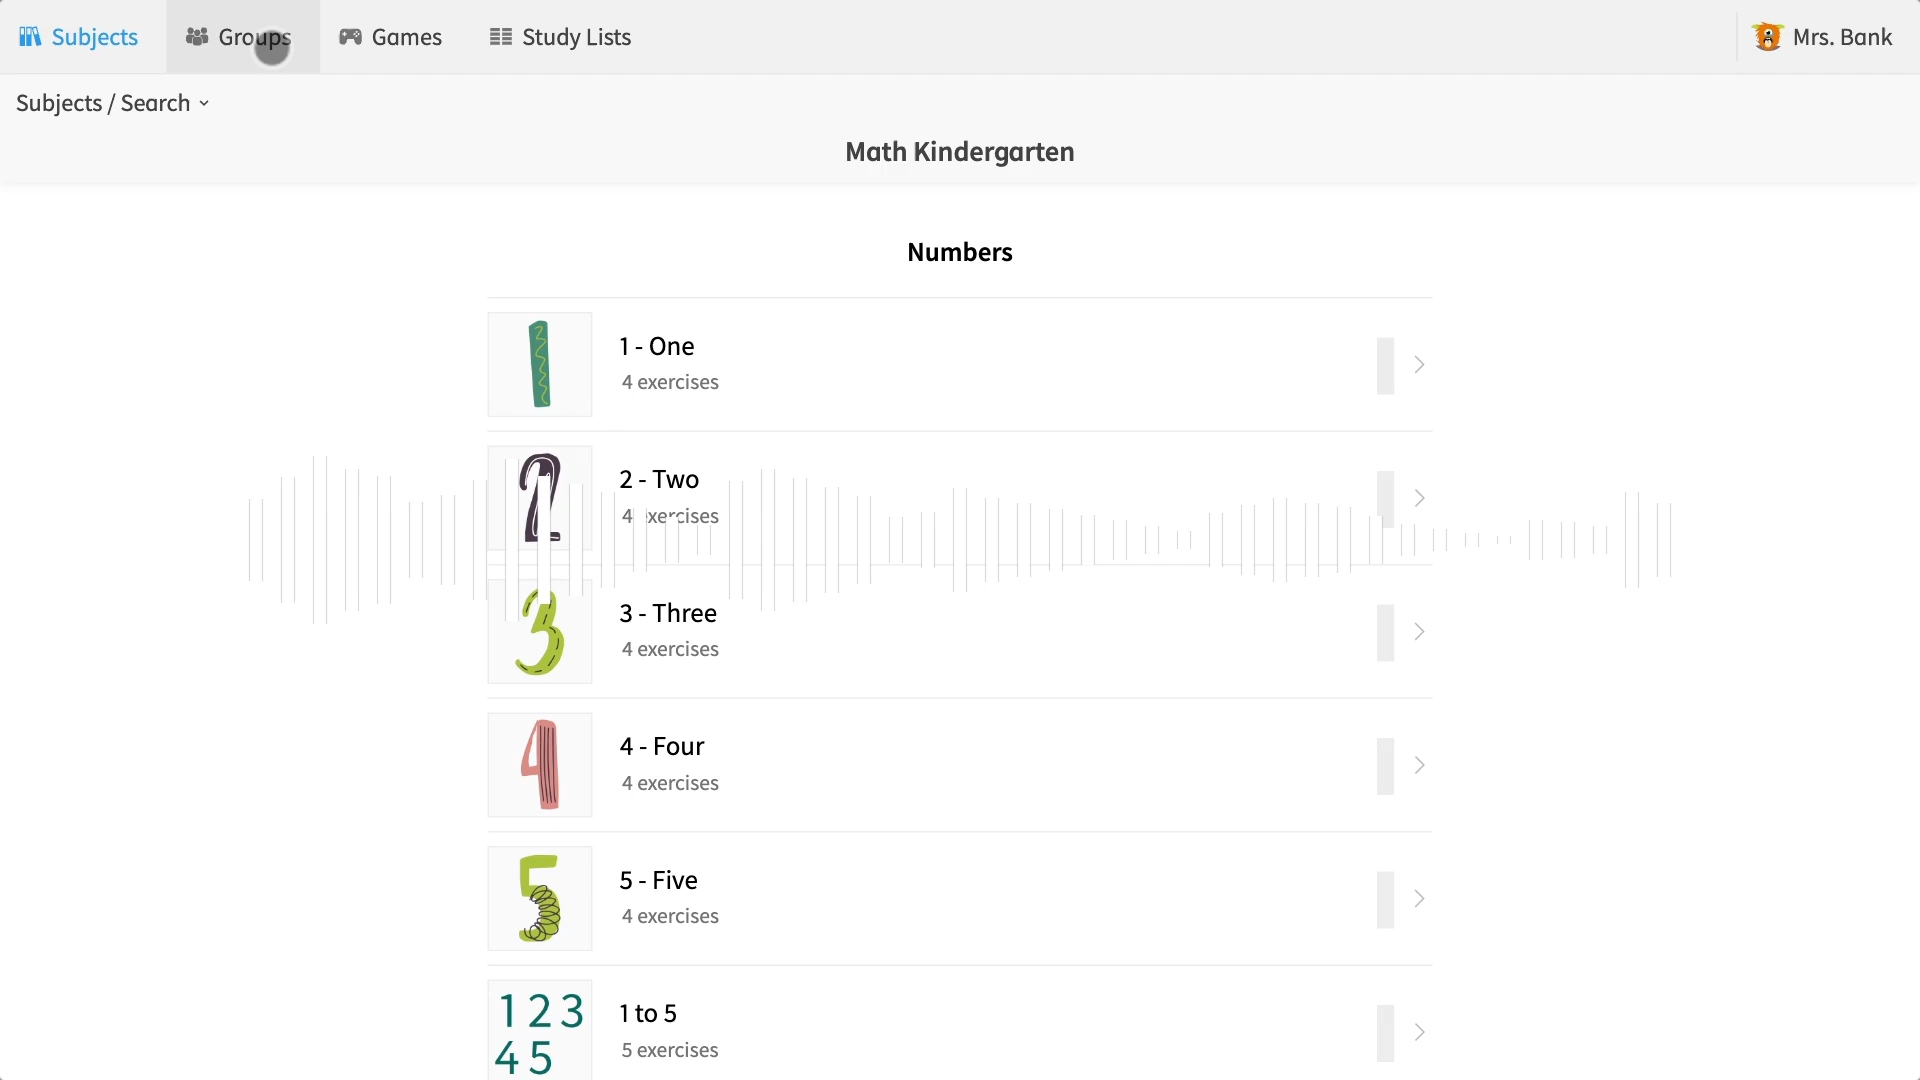 Subjects Groups Games Study Lists Mrs. Bank
Subjects / Search
Math Kindergarten
Numbers
1 - One
4 exercises
2 - Two
4 exercises
3 - Three
4 exercises
4 - Four
4 exercises
5 - Five
4 exercises
1 2 3
4 5
1 to 5
5 exercises